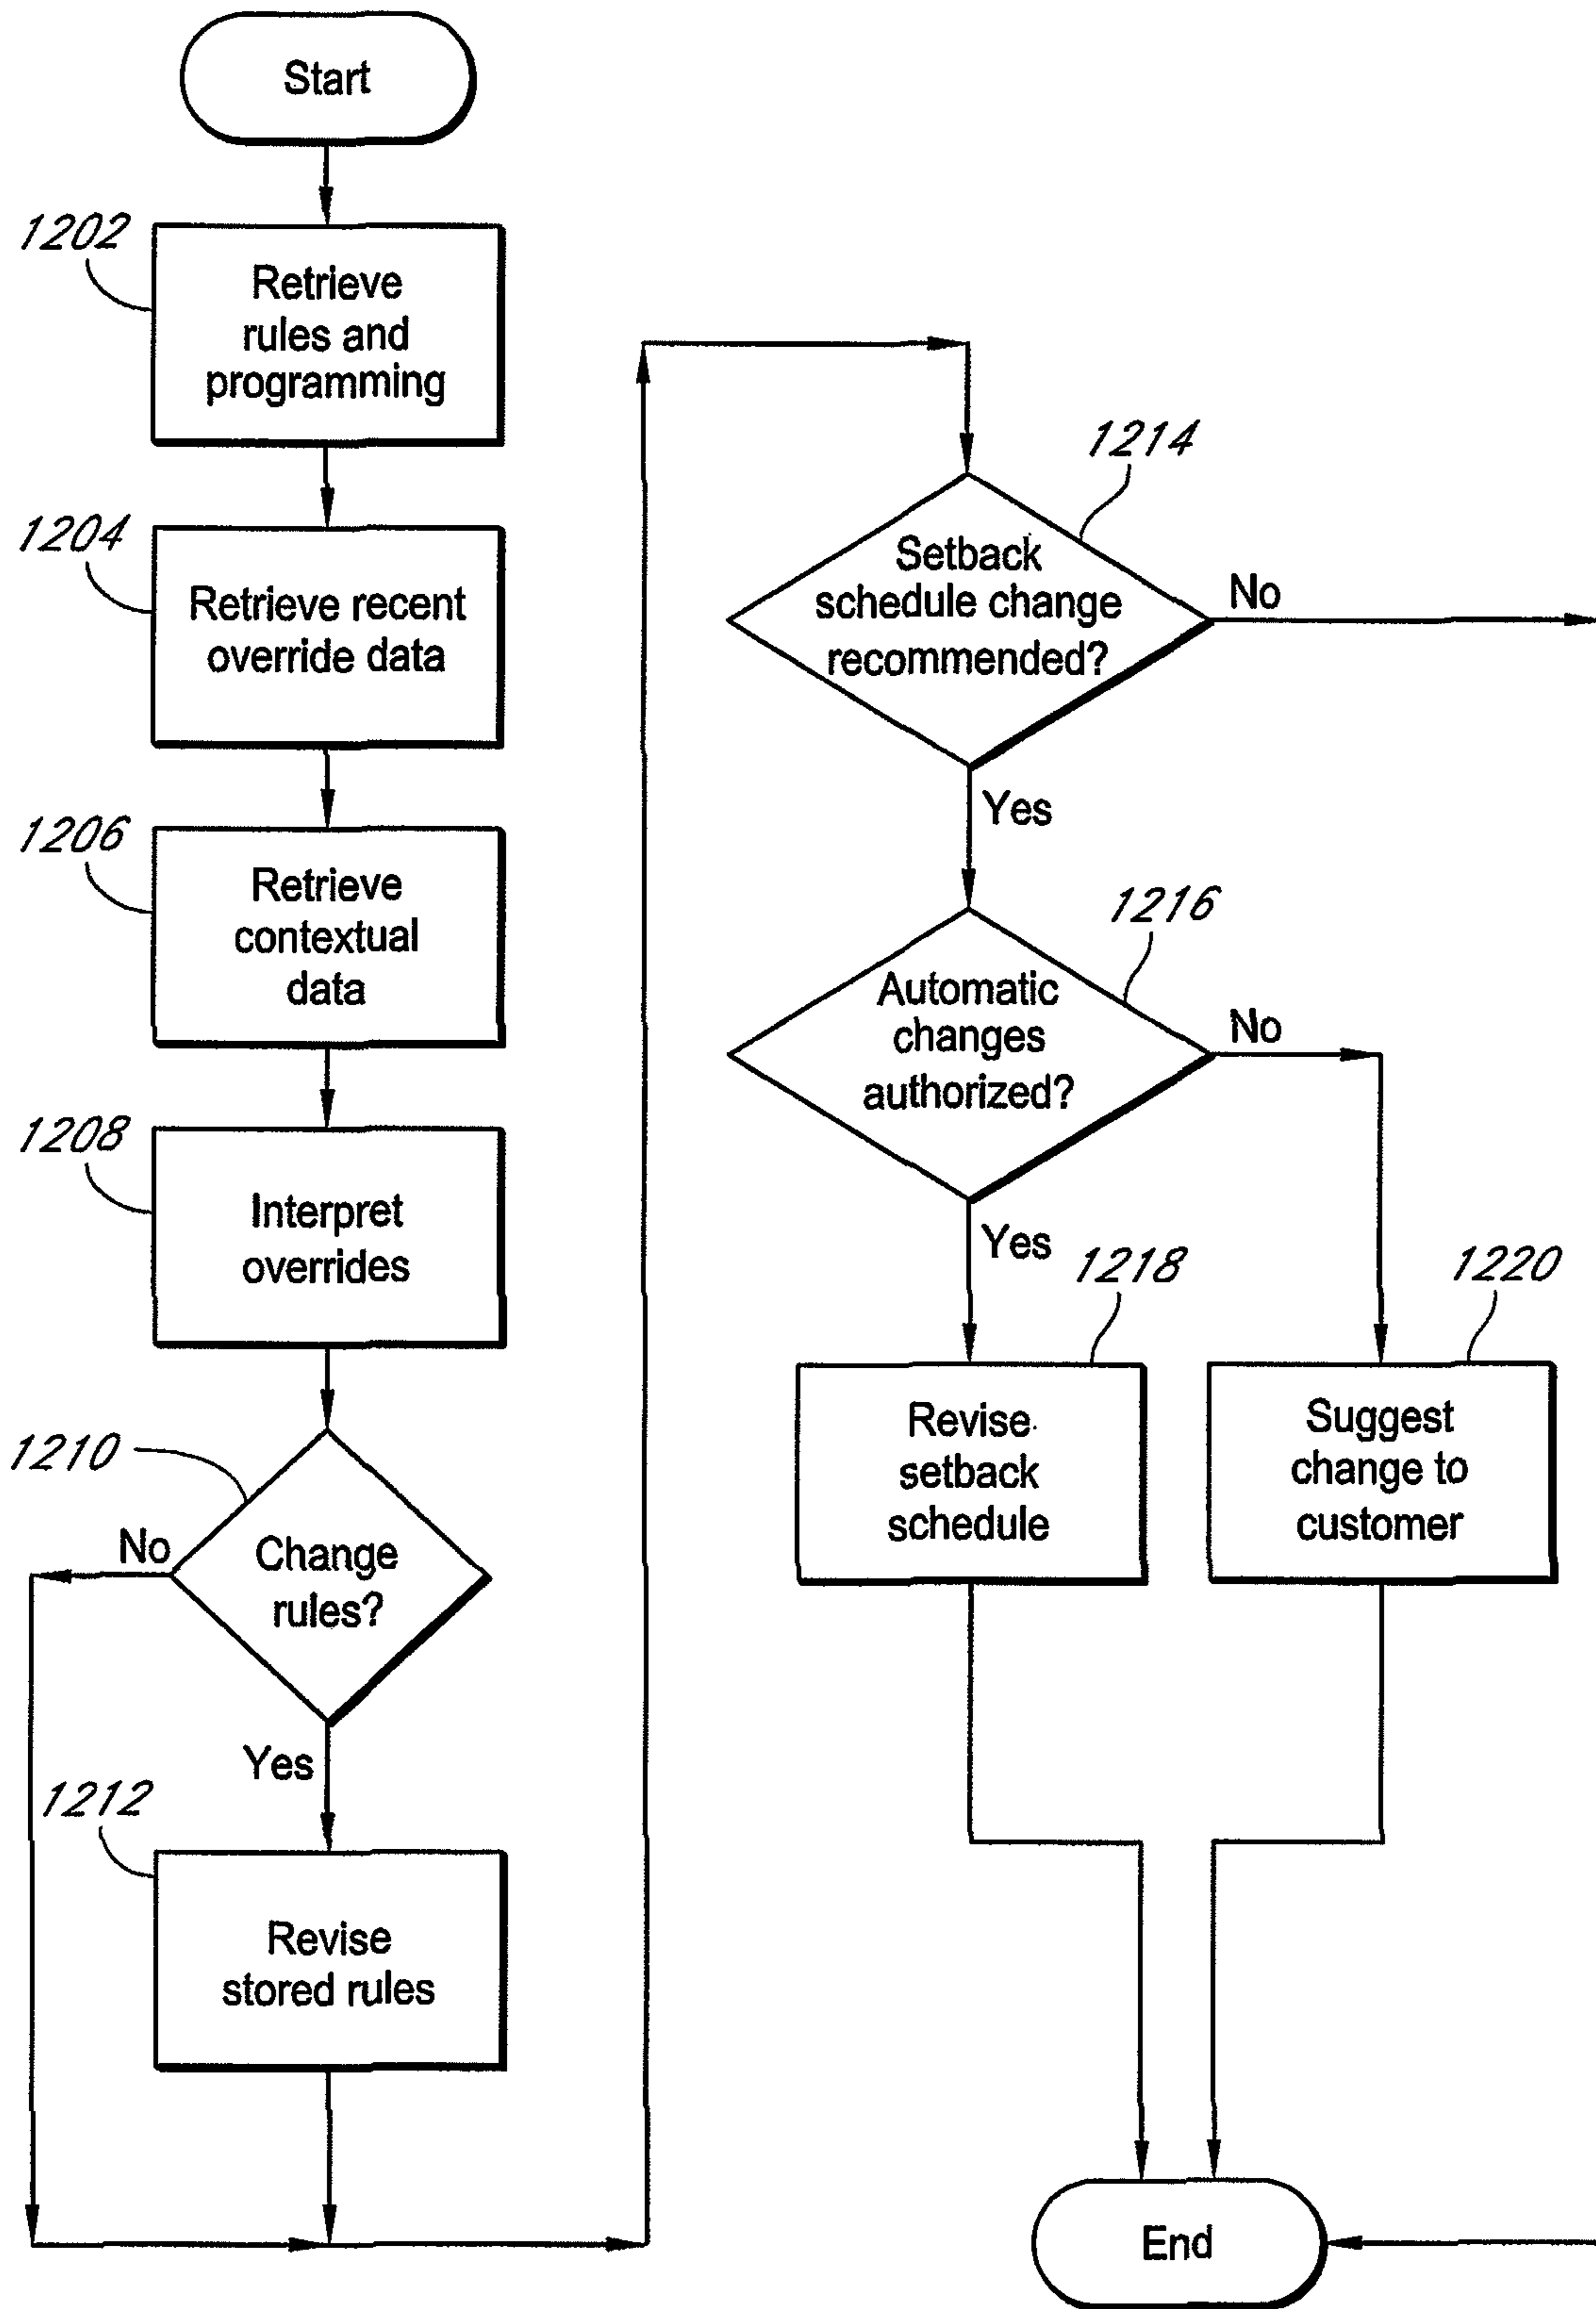 Start
1202
Retrieve
rules and
programming
1204
Retrieve recent
override data
1206
Retrieve
contextual
data
1208
Interpret
overrides
1210
Change
rules?
No
Yes
1212
Revise
stored rules
1214
Setback
schedule change
recommended?
No
Yes
1216
Automatic
changes
authorized?
No
Yes
1218
Revise
setback
schedule
1220
Suggest
change to
customer
End